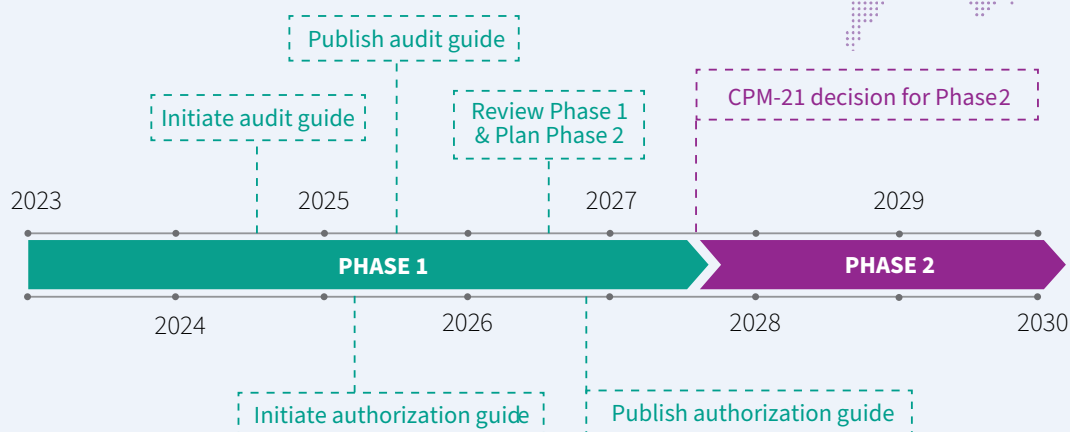 Publish audit guide
Initiate audit guide
Review Phase 1
& Plan Phase 2
CPM-21 decision for Phase2
2023
2025
2027
2029
PHASE 1
PHASE 2
2024
2026
2028
2030
Initiate authorization guide
Publish authorization guide